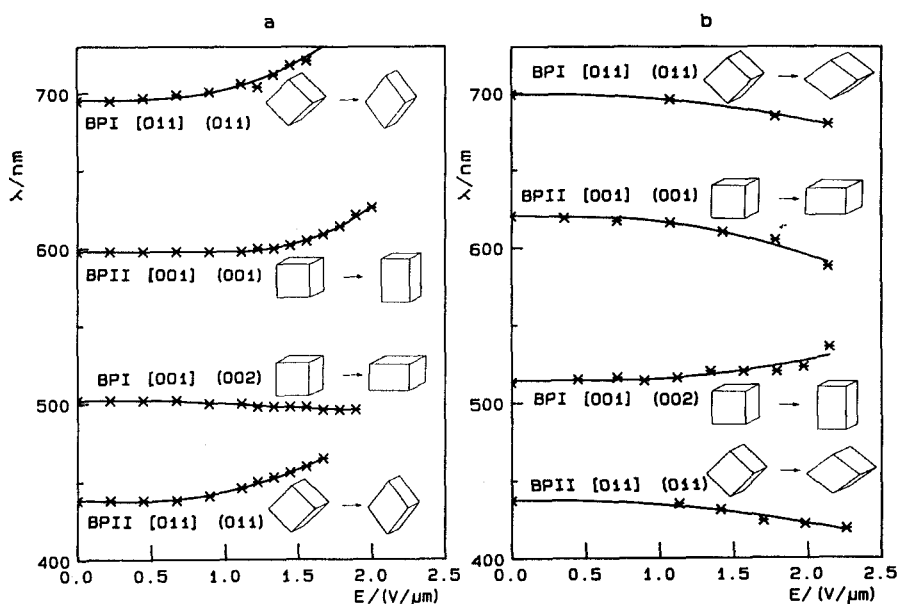 a
λ/nm
700
600
500
400
BPI [011] (011)
BPII [001] (001)
BPI [001] (002)
BPII [011] (011)
0.0 0.5 1.0 1.5 2.0 2.5
E/(V/μm)
b
λ/nm
700
600
500
400
BPI [011] (011)
BPII [001] (001)
BPI [001] (002)
BPII [011] (011)
0.0 0.5 1.0 1.5 2.0 2.5
E/(V/μm)